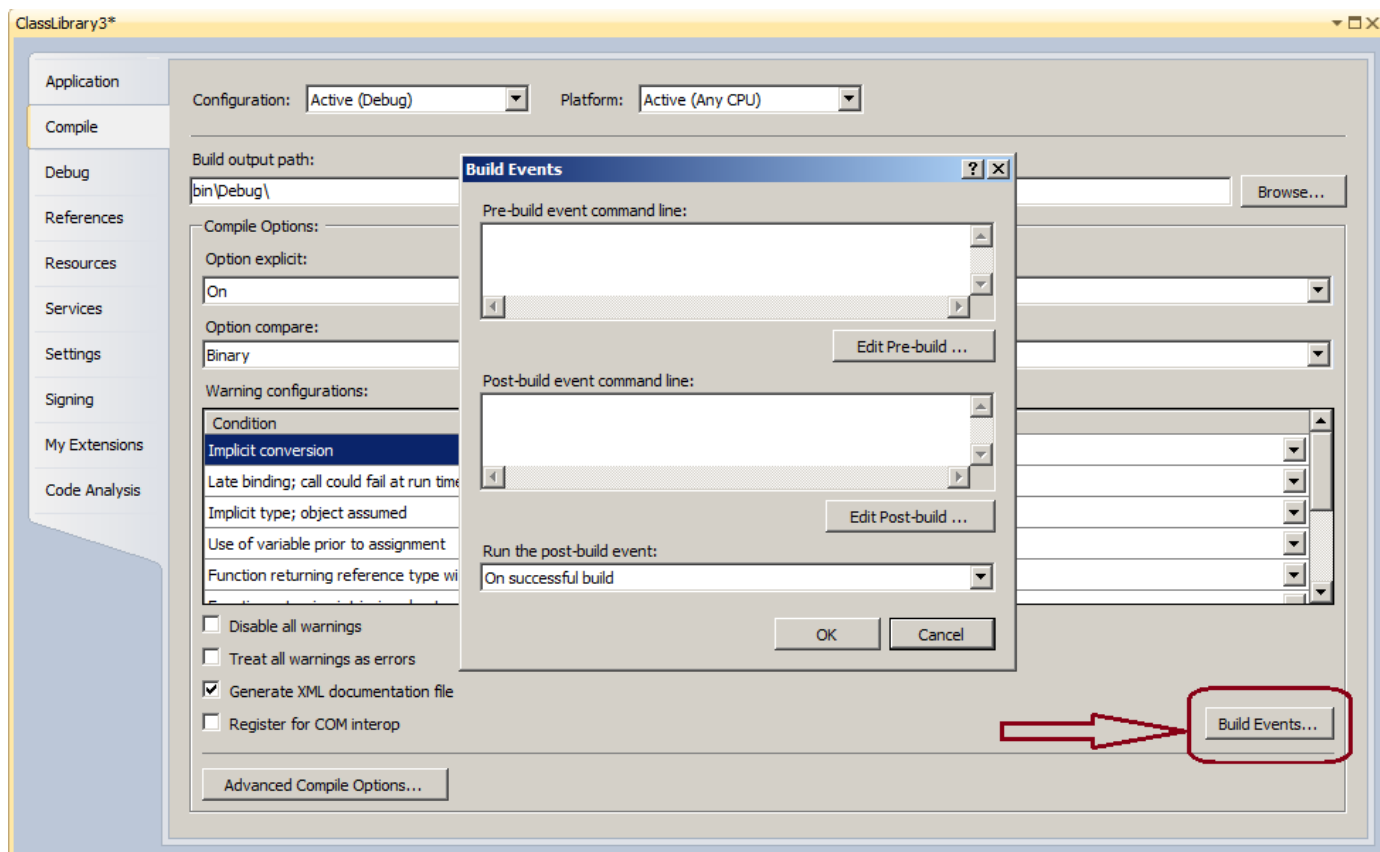 ClassLibrary3*
Application
Compile
Debug
References
Resources
Services
Settings
Signing
My Extensions
Code Analysis
Configuration: Active (Debug) Platform: Active (Any CPU)
Build output path:
bin\Debug\ Browse...
Compile Options:
Option explicit:
On
Option compare:
Binary
Warning configurations:
Condition
Implicit conversion
Late binding; call could fail at run time
Implicit type; object assumed
Use of variable prior to assignment
Function returning reference type wi
Disable all warnings
Treat all warnings as errors
Generate XML documentation file
Register for COM interop
Build Events...
Advanced Compile Options...
Build Events
Pre-build event command line:
Edit Pre-build ...
Post-build event command line:
Edit Post-build ...
Run the post-build event:
On successful build
OK Cancel